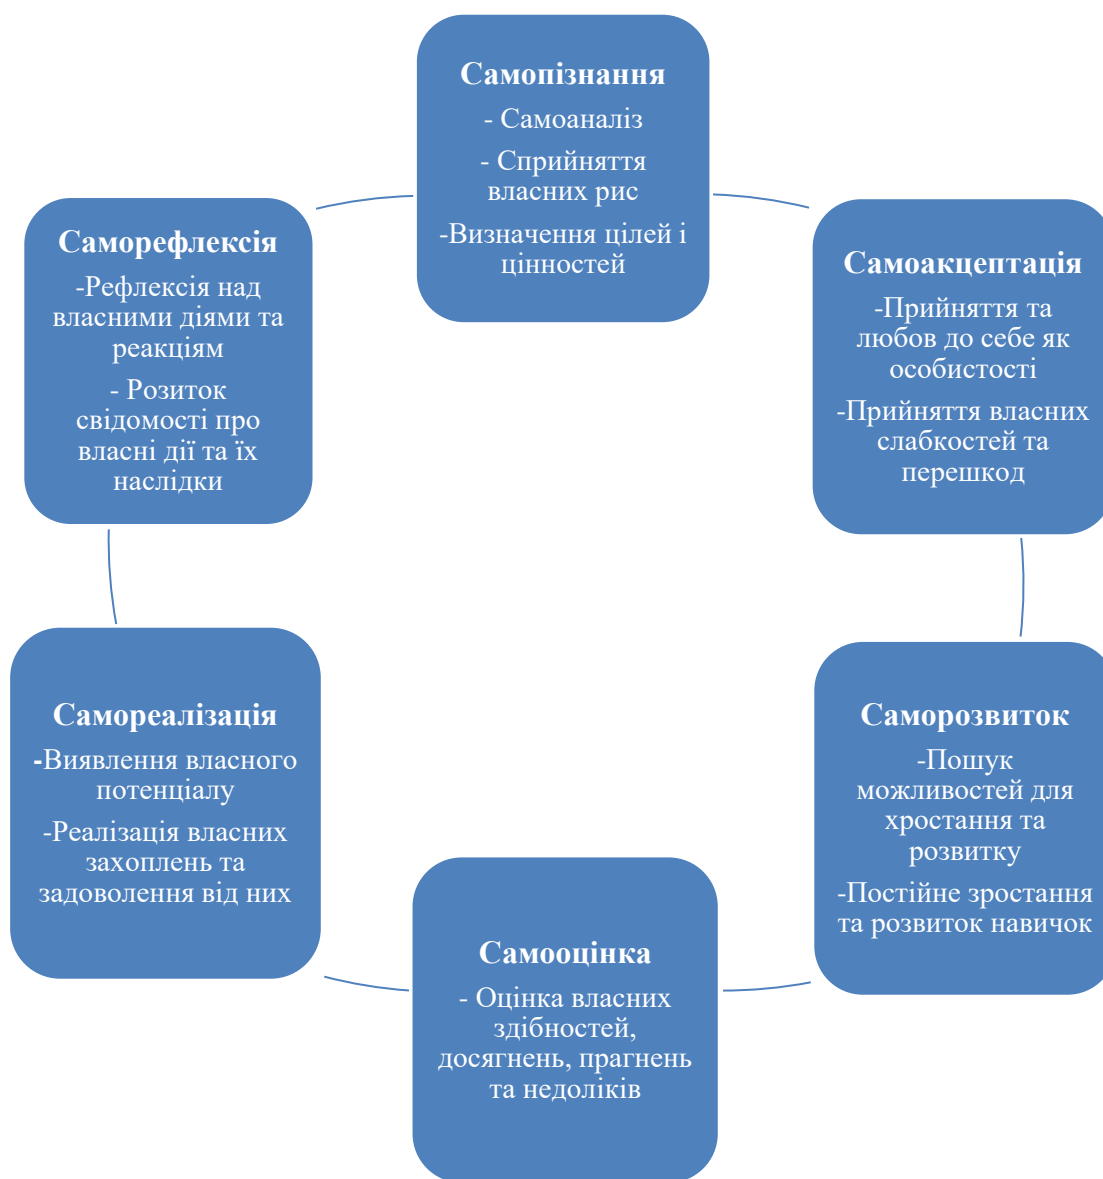 Самопізнання
- Самоаналіз
- Сприйняття
власних рис
-Визначення цілей і
цінностей
Самоакцептація
-Прийняття та
любов до себе як
особистості
-Прийняття власних
слабкостей та
перешкод
Саморозвиток
-Пошук
можливостей для
хростання та
розвитку
-Постійне зростання
та розвиток навичок
Самооцінка
- Оцінка власних
здібностей,
досягнень, прагнень
та недоліків
Самореалізація
-Виявлення власного
потенціалу
-Реалізація власних
захоплень та
задоволення від них
Саморефлексія
-Рефлексія над
власними діями та
реакціям
- Розиток
свідомості про
власні дії та їх
наслідки